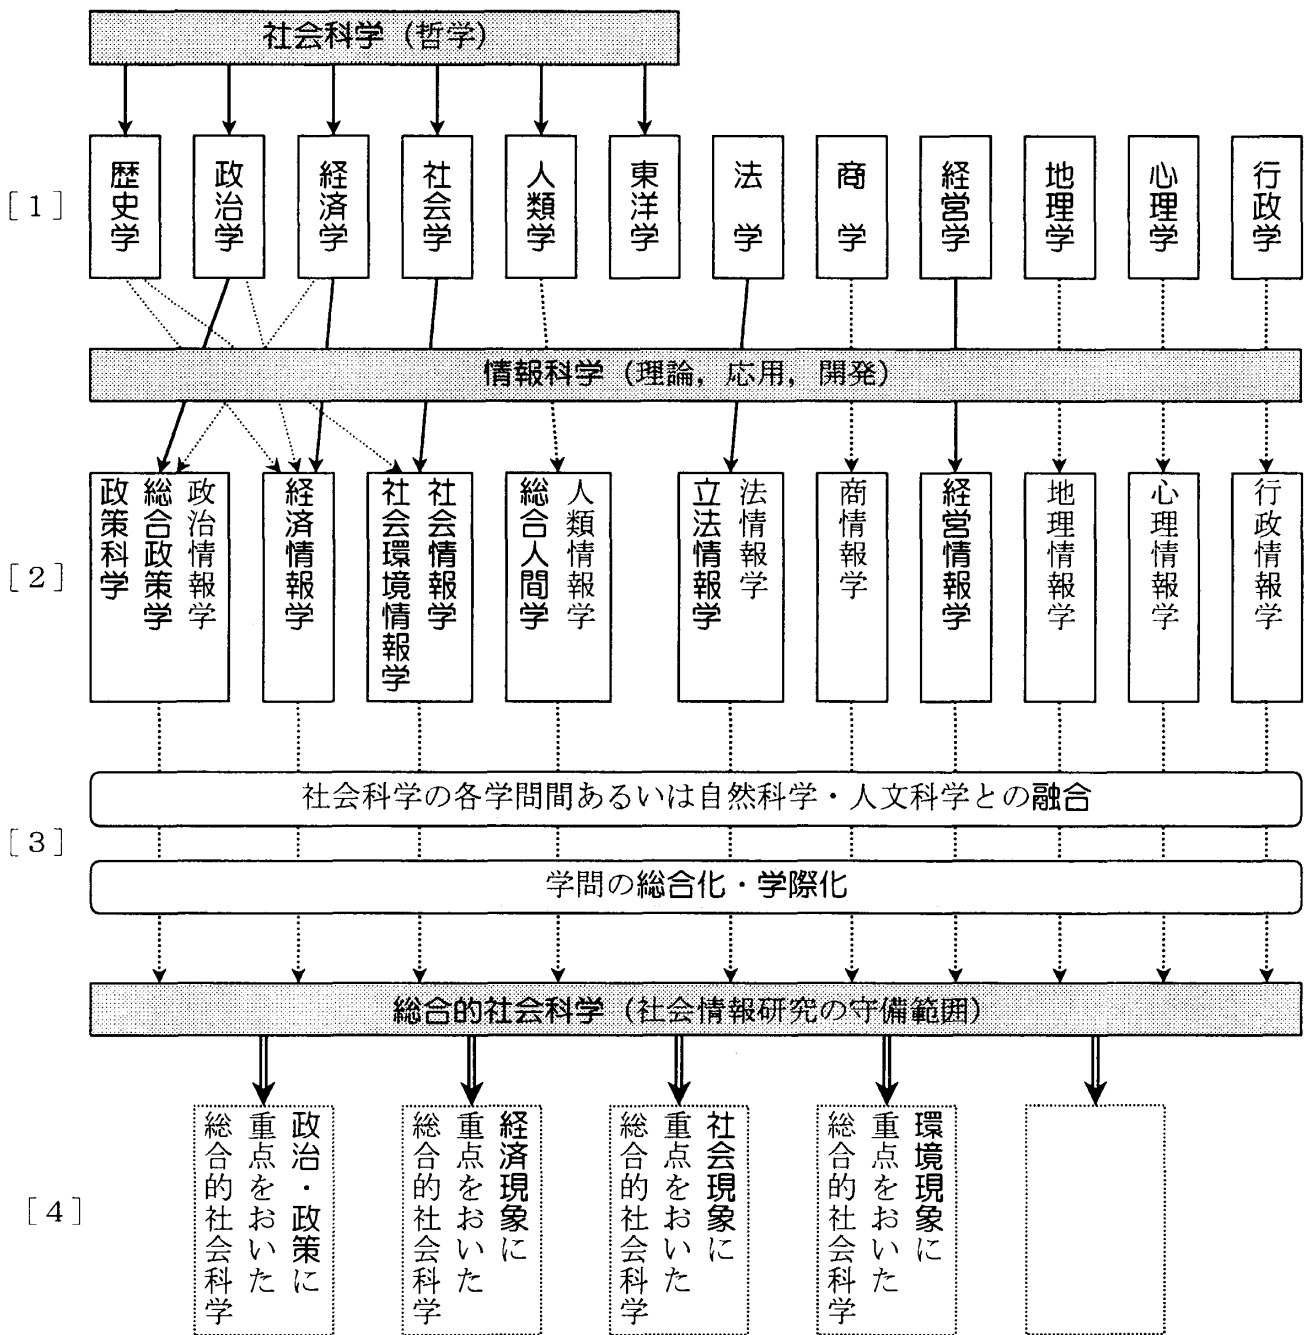 社会科学（哲学）
[1]
歴史学
政治学
経済学
社会学
人類学
東洋学
法学
商学
経営学
地理学
心理学
行政学
情報科学（理論，応用，開発）
[2]
政治情報学
総合政策学
政策科学
経済情報学
社会情報学
社会環境情報学
人類情報学
総合人間学
法情報学
立法情報学
商情報学
経営情報学
地理情報学
心理情報学
行政情報学
[3]
社会科学の各学問間あるいは自然科学・人文科学との融合
学問の総合化・学際化
総合的社会科学（社会情報研究の守備範囲）
[4]
政治・政策に
重点をおいた
総合的社会科学
経済現象に
重点をおいた
総合的社会科学
社会現象に
重点をおいた
総合的社会科学
環境現象に
重点をおいた
総合的社会科学